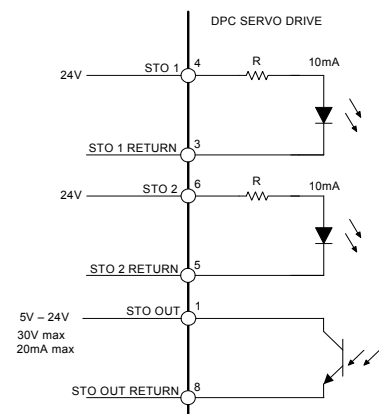 DPC SERVO DRIVE
24V STO 1 4 R 10mA
STO 1 RETURN 3
24V STO 2 6 R 10mA
STO 2 RETURN 5
5V – 24V STO OUT 1
30V max
20mA max
STO OUT RETURN 8